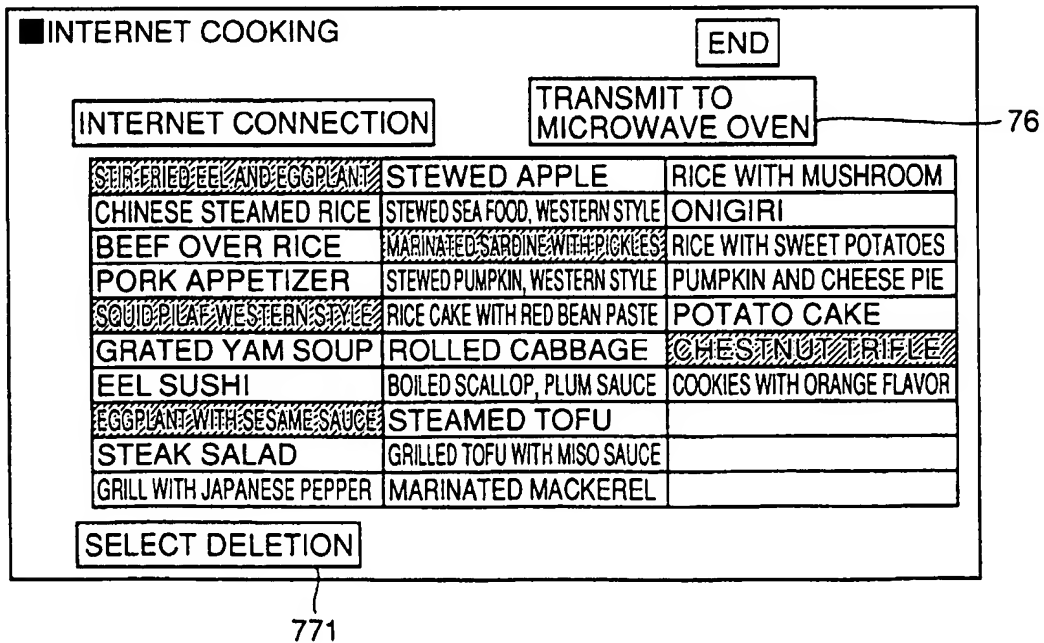 ■INTERNET COOKING
END
INTERNET CONNECTION
TRANSMIT TO
MICROWAVE OVEN
76
STIR-FRIED EEL AND EGGPLANT STEWED APPLE RICE WITH MUSHROOM
CHINESE STEAMED RICE STEWED SEA FOOD, WESTERN STYLE ONIGIRI
BEEF OVER RICE MARINATED SARDINE WITH PICKLES RICE WITH SWEET POTATOES
PORK APPETIZER STEWED PUMPKIN, WESTERN STYLE PUMPKIN AND CHEESE PIE
SQUID PILAF WESTERN STYLE RICE CAKE WITH RED BEAN PASTE POTATO CAKE
GRATED YAM SOUP ROLLED CABBAGE CHESTNUT TRIFLE
EEL SUSHI BOILED SCALLOP, PLUM SAUCE COOKIES WITH ORANGE FLAVOR
EGGPLANT WITH SESAME SAUCE STEAMED TOFU
STEAK SALAD GRILLED TOFU WITH MISO SAUCE
GRILL WITH JAPANESE PEPPER MARINATED MACKEREL
SELECT DELETION
771